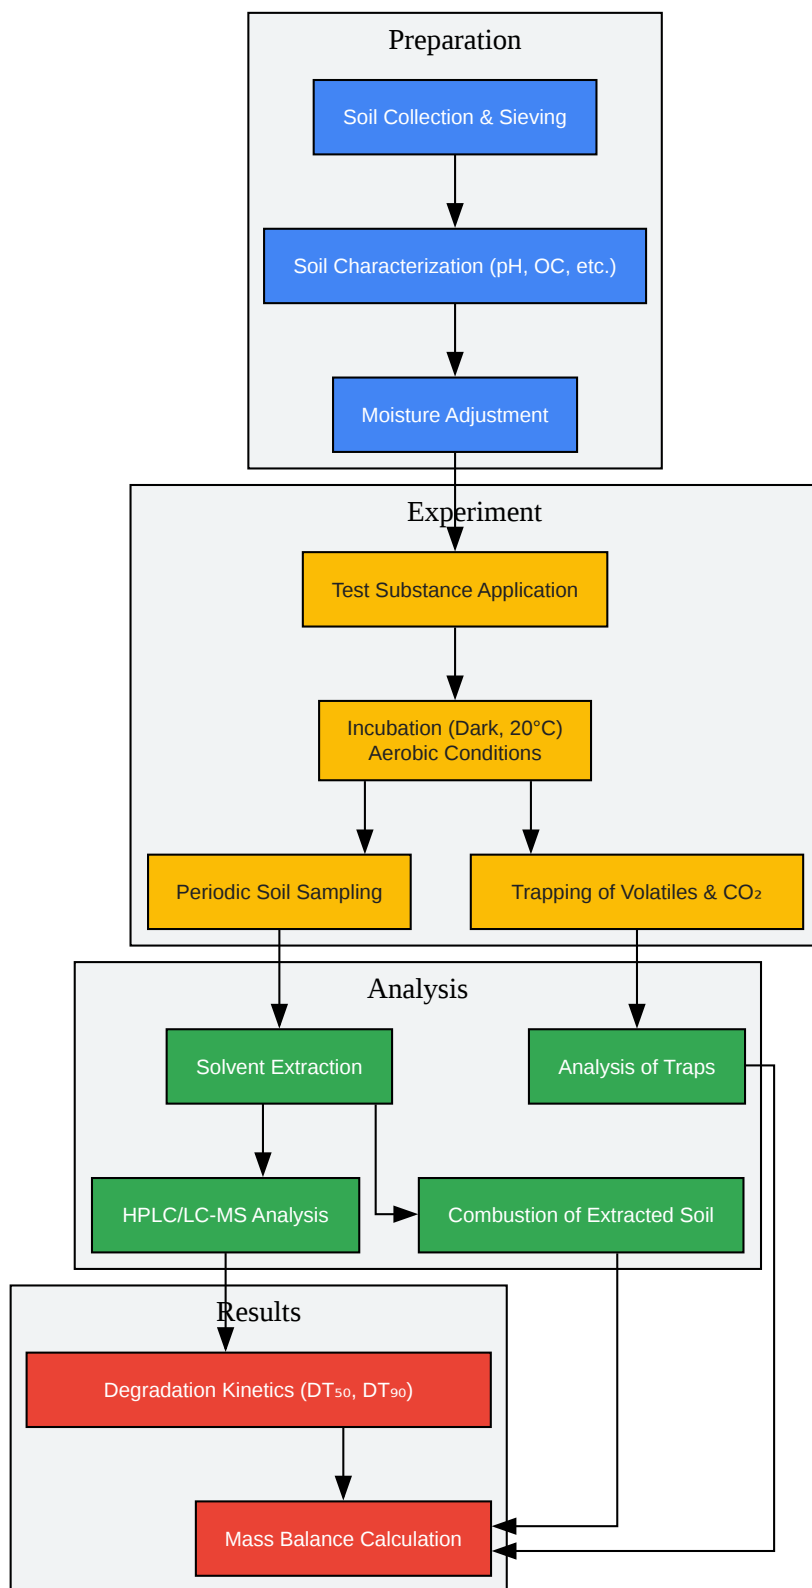 Preparation
Soil Collection & Sieving
Soil Characterization (pH, OC, etc.)
Moisture Adjustment
Experiment
Test Substance Application
Incubation (Dark, 20°C)
Aerobic Conditions
Periodic Soil Sampling
Trapping of Volatiles & CO₂
Analysis
Solvent Extraction
Analysis of Traps
HPLC/LC-MS Analysis
Combustion of Extracted Soil
Results
Degradation Kinetics (DT₅₀, DT₉₀)
Mass Balance Calculation